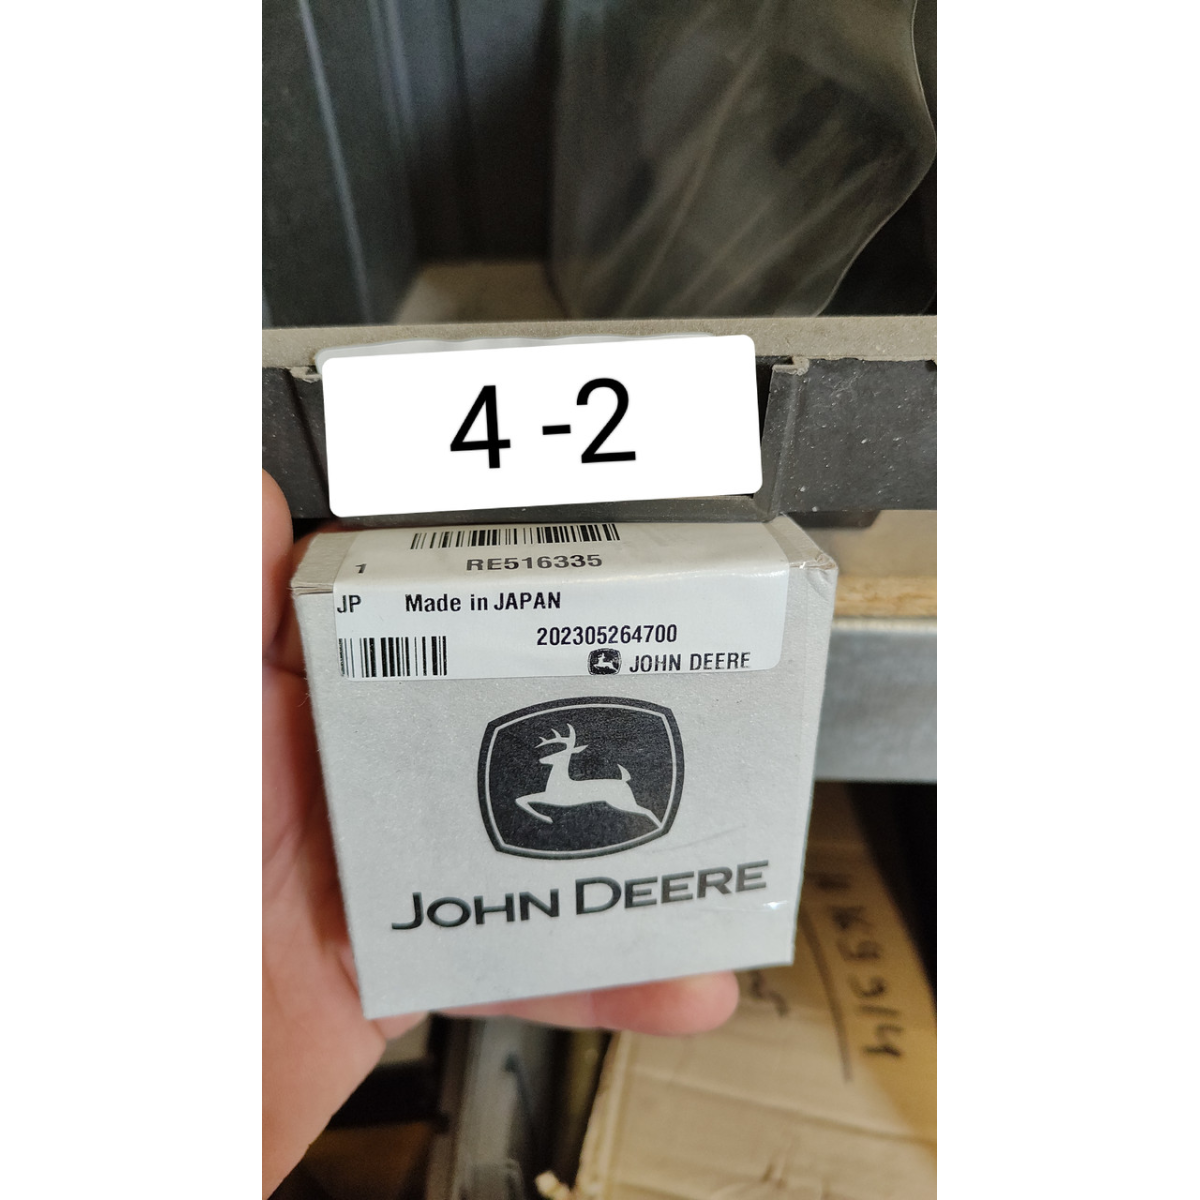 4 -2
1 RE516335
JP Made in JAPAN
202305264700
JOHN DEERE
JOHN DEERE